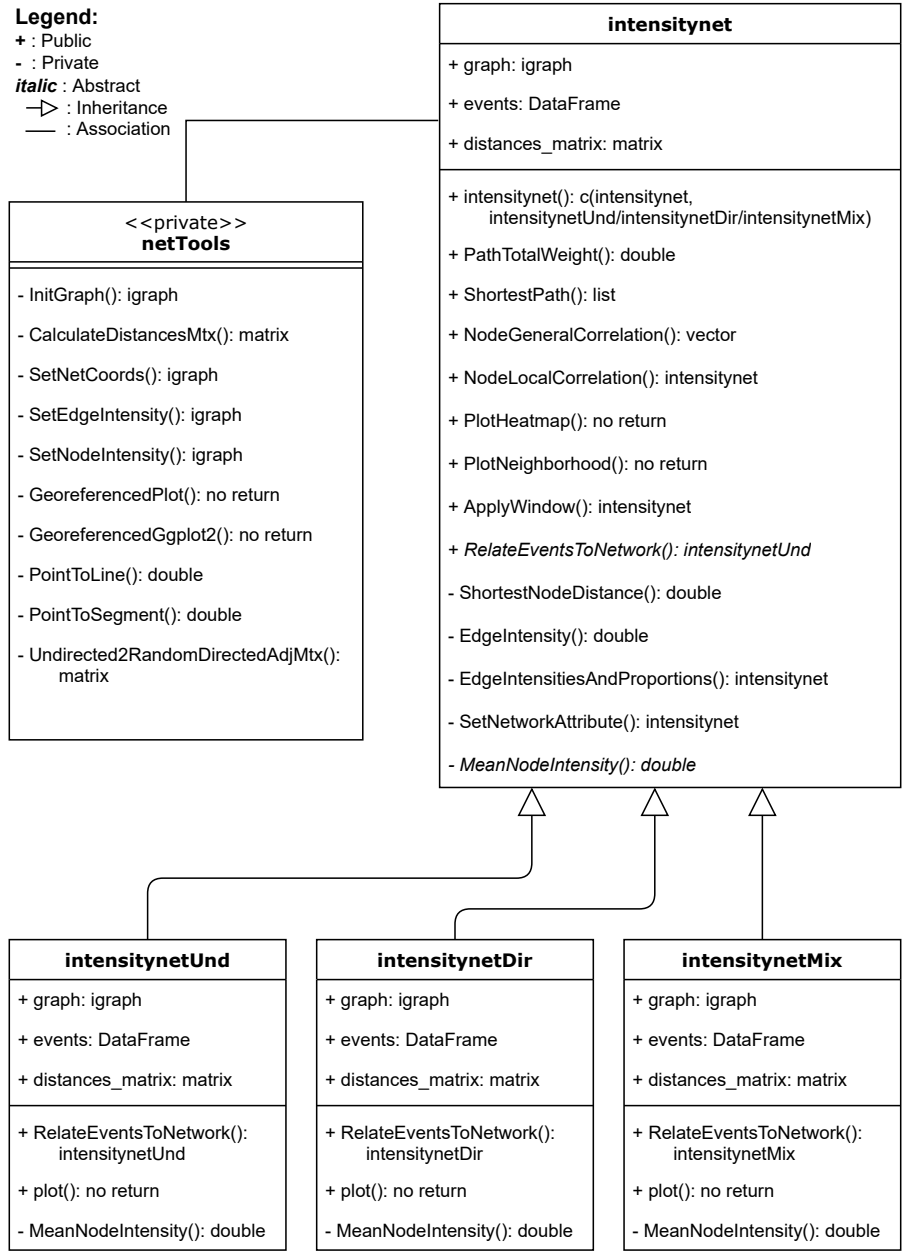 Legend:
+ : Public
- : Private
italic : Abstract
: Inheritance
: Association
intensitynet
+ graph: igraph
+ events: DataFrame
+ distances_matrix: matrix
+ intensitynet(): c(intensitynet,
intensitynetUnd/intensitynetDir/intensitynetMix)
+ PathTotalWeight(): double
+ ShortestPath(): list
+ NodeGeneralCorrelation(): vector
+ NodeLocalCorrelation(): intensitynet
+ PlotHeatmap(): no return
+ PlotNeighborhood(): no return
+ ApplyWindow(): intensitynet
+ RelateEventsToNetwork(): intensitynetUnd
- ShortestNodeDistance(): double
- EdgeIntensity(): double
- EdgeIntensitiesAndProportions(): intensitynet
- SetNetworkAttribute(): intensitynet
- MeanNodeIntensity(): double
<<private>>
netTools
- InitGraph(): igraph
- CalculateDistancesMtx(): matrix
- SetNetCoords(): igraph
- SetEdgeIntensity(): igraph
- SetNodeIntensity(): igraph
- GeoreferencedPlot(): no return
- GeoreferencedGgplot2(): no return
- PointToLine(): double
- PointToSegment(): double
- Undirected2RandomDirectedAdjMtx():
matrix
intensitynetUnd
+ graph: igraph
+ events: DataFrame
+ distances_matrix: matrix
+ RelateEventsToNetwork():
intensitynetUnd
+ plot(): no return
- MeanNodeIntensity(): double
intensitynetDir
+ graph: igraph
+ events: DataFrame
+ distances_matrix: matrix
+ RelateEventsToNetwork():
intensitynetDir
+ plot(): no return
- MeanNodeIntensity(): double
intensitynetMix
+ graph: igraph
+ events: DataFrame
+ distances_matrix: matrix
+ RelateEventsToNetwork():
intensitynetMix
+ plot(): no return
- MeanNodeIntensity(): double